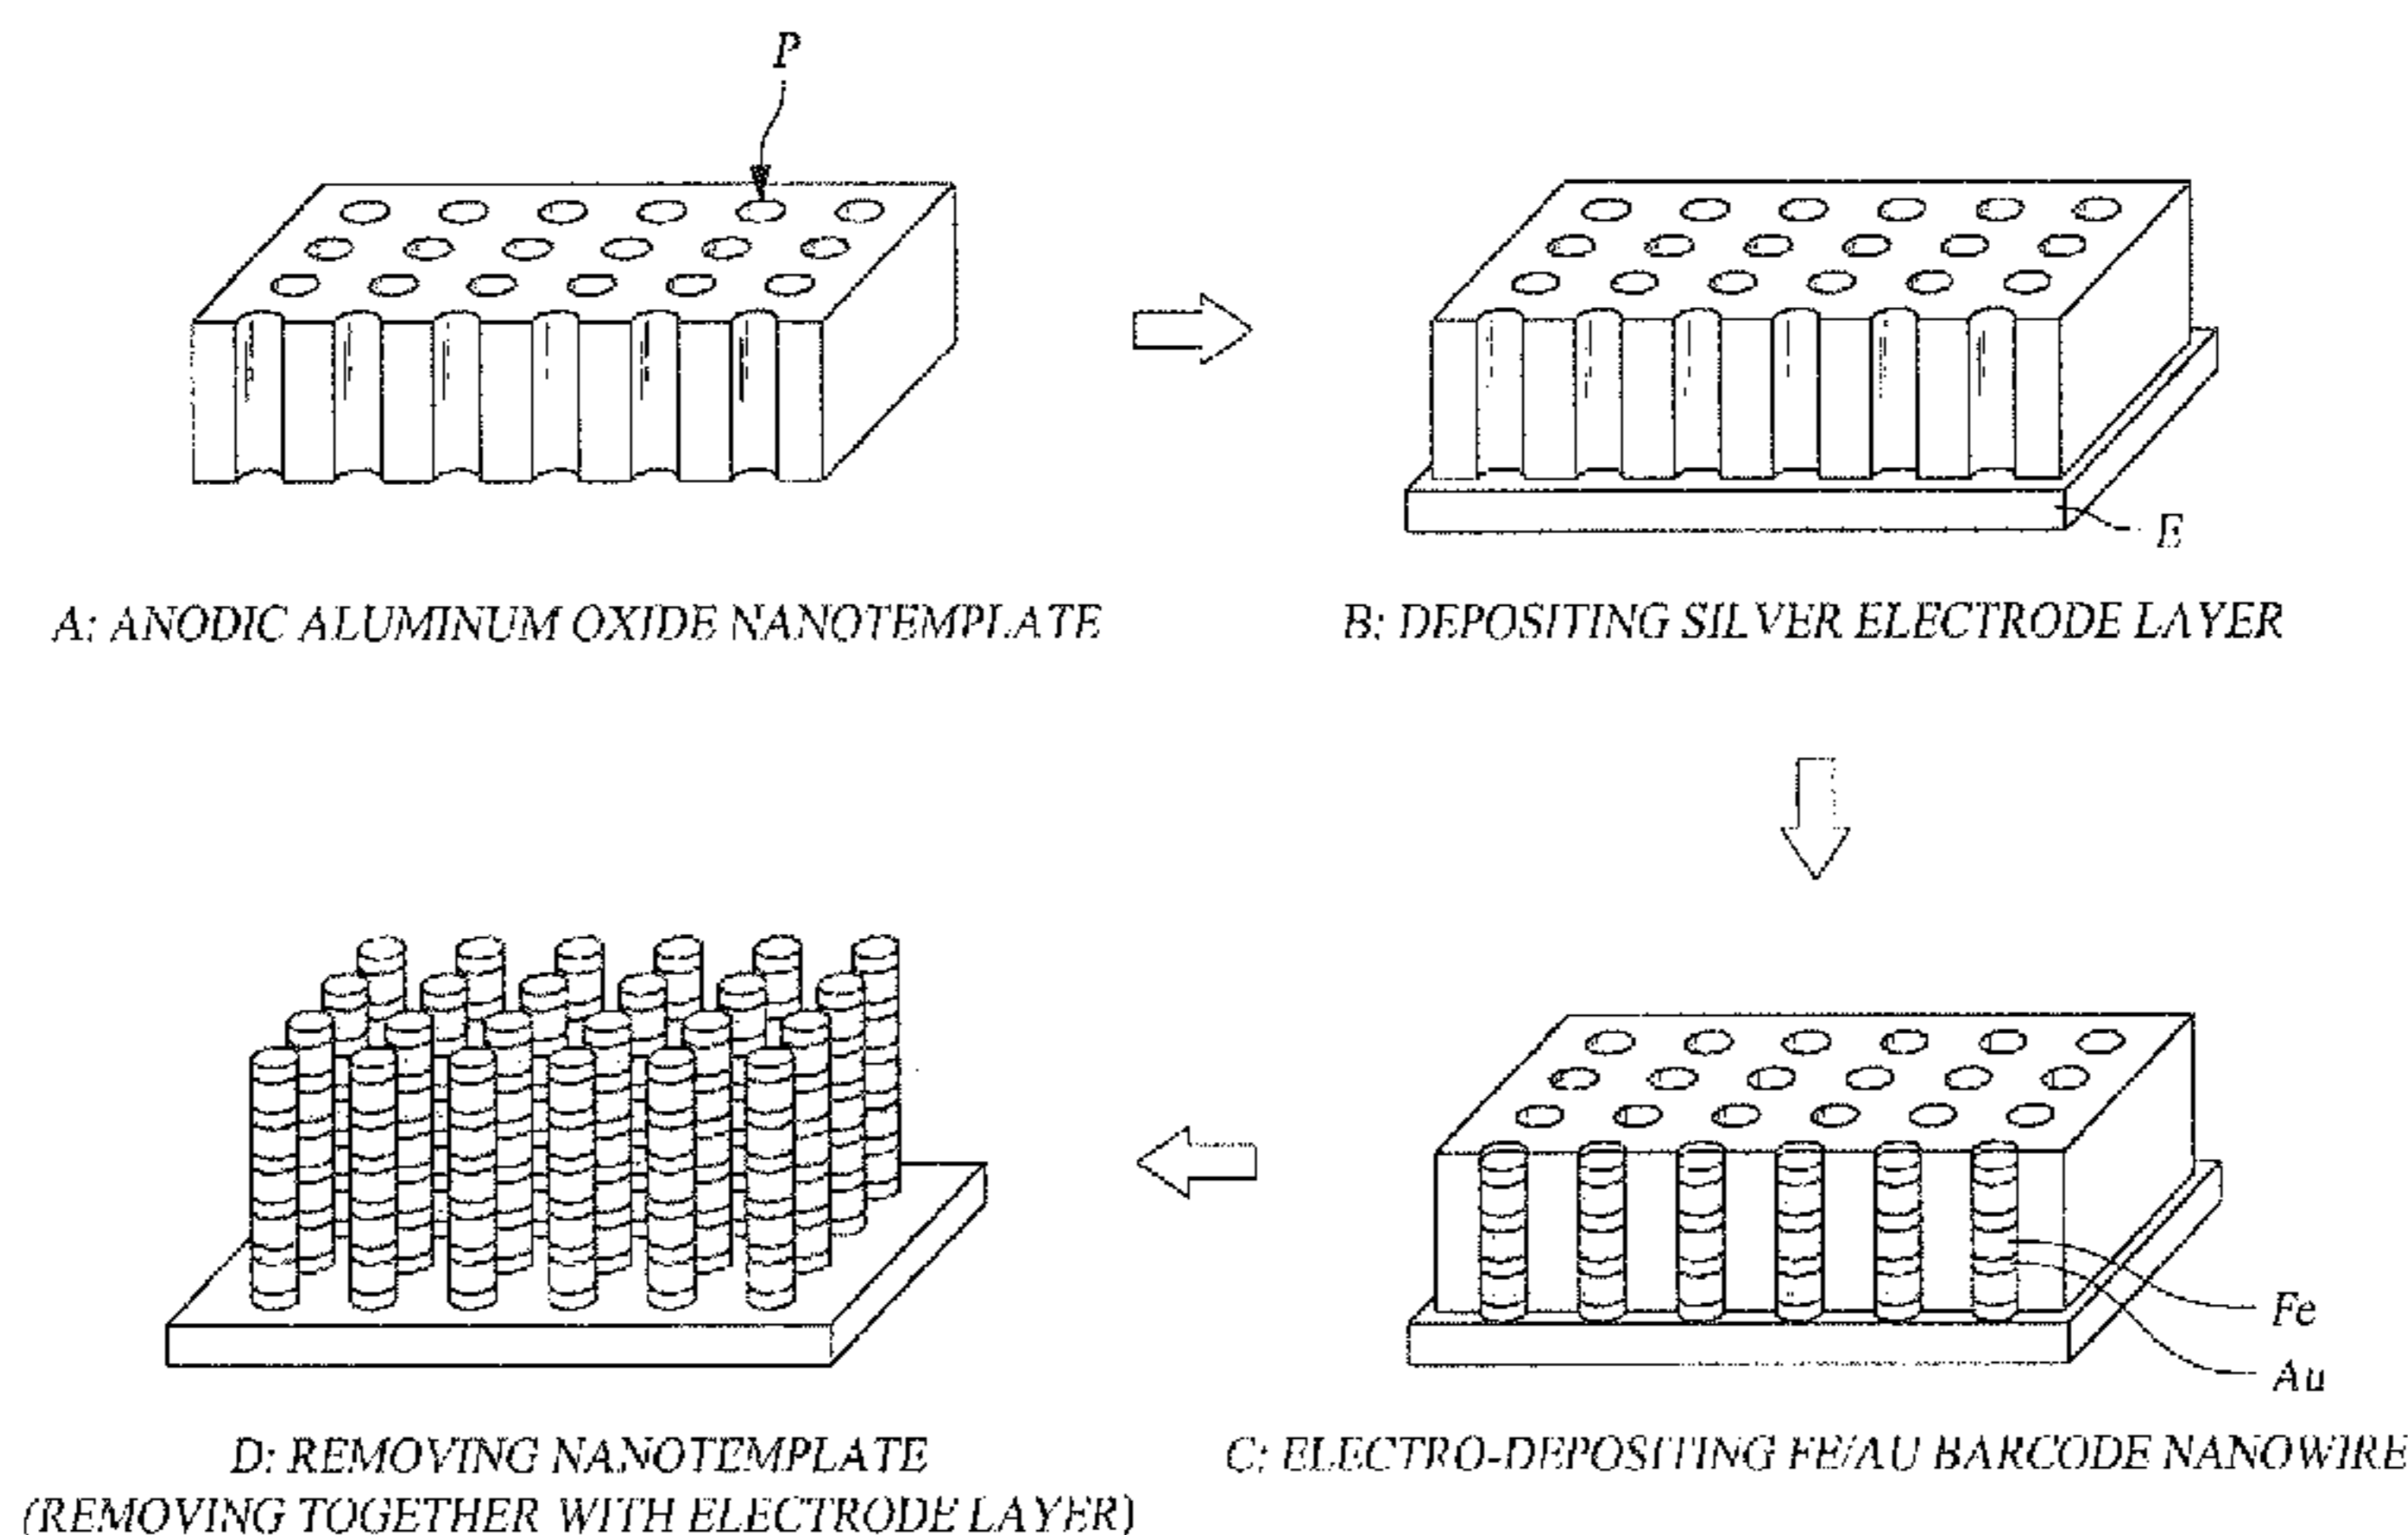 P
E
A: ANODIC ALUMINUM OXIDE NANOTEMPLATE
B: DEPOSITING SILVER ELECTRODE LAYER
Fe
Au
D: REMOVING NANOTEMPLATE
(REMOVING TOGETHER WITH ELECTRODE LAYER)
C: ELECTRO-DEPOSITING FE/AU BARCODE NANOWIRE